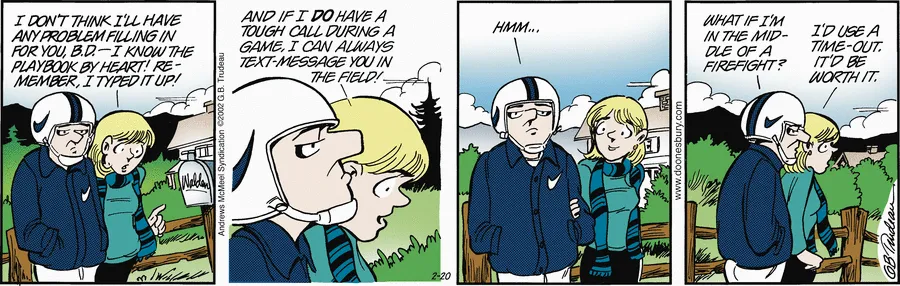 I DON'T THINK I'LL HAVE
ANY PROBLEM FILLING IN
FOR YOU, B.D.—I KNOW THE
PLAYBOOK BY HEART! RE-
MEMBER, I TYPED IT UP!
Walden
Andrews McMeel Syndication ©2002 G.B. Trudeau
AND IF I DO HAVE A
TOUGH CALL DURING A
GAME, I CAN ALWAYS
TEXT-MESSAGE YOU IN
THE FIELD!
2-20
HMM...
www.doonesbury.com
WHAT IF I'M
IN THE MID-
DLE OF A
FIREFIGHT?
I'D USE A
TIME-OUT.
IT'D BE
WORTH IT.
GB Trudeau